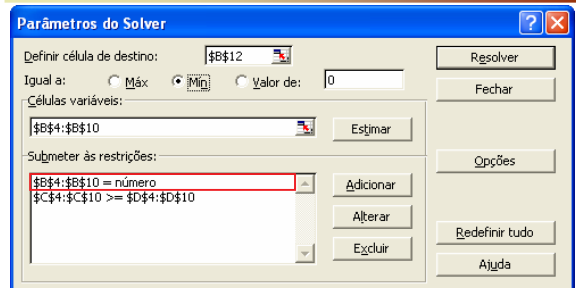 Parâmetros do Solver
Definir célula de destino: $B$12 Resolver
Igual a: Máx Mín Valor de: 0 Fechar
Células variáveis:
$B$4:$B$10 Estimar
Submeter às restrições: Opções
$B$4:$B$10 = número Adicionar
$C$4:$C$10 >= $D$4:$D$10
Alterar
Redefinir tudo
Excluir
Ajuda